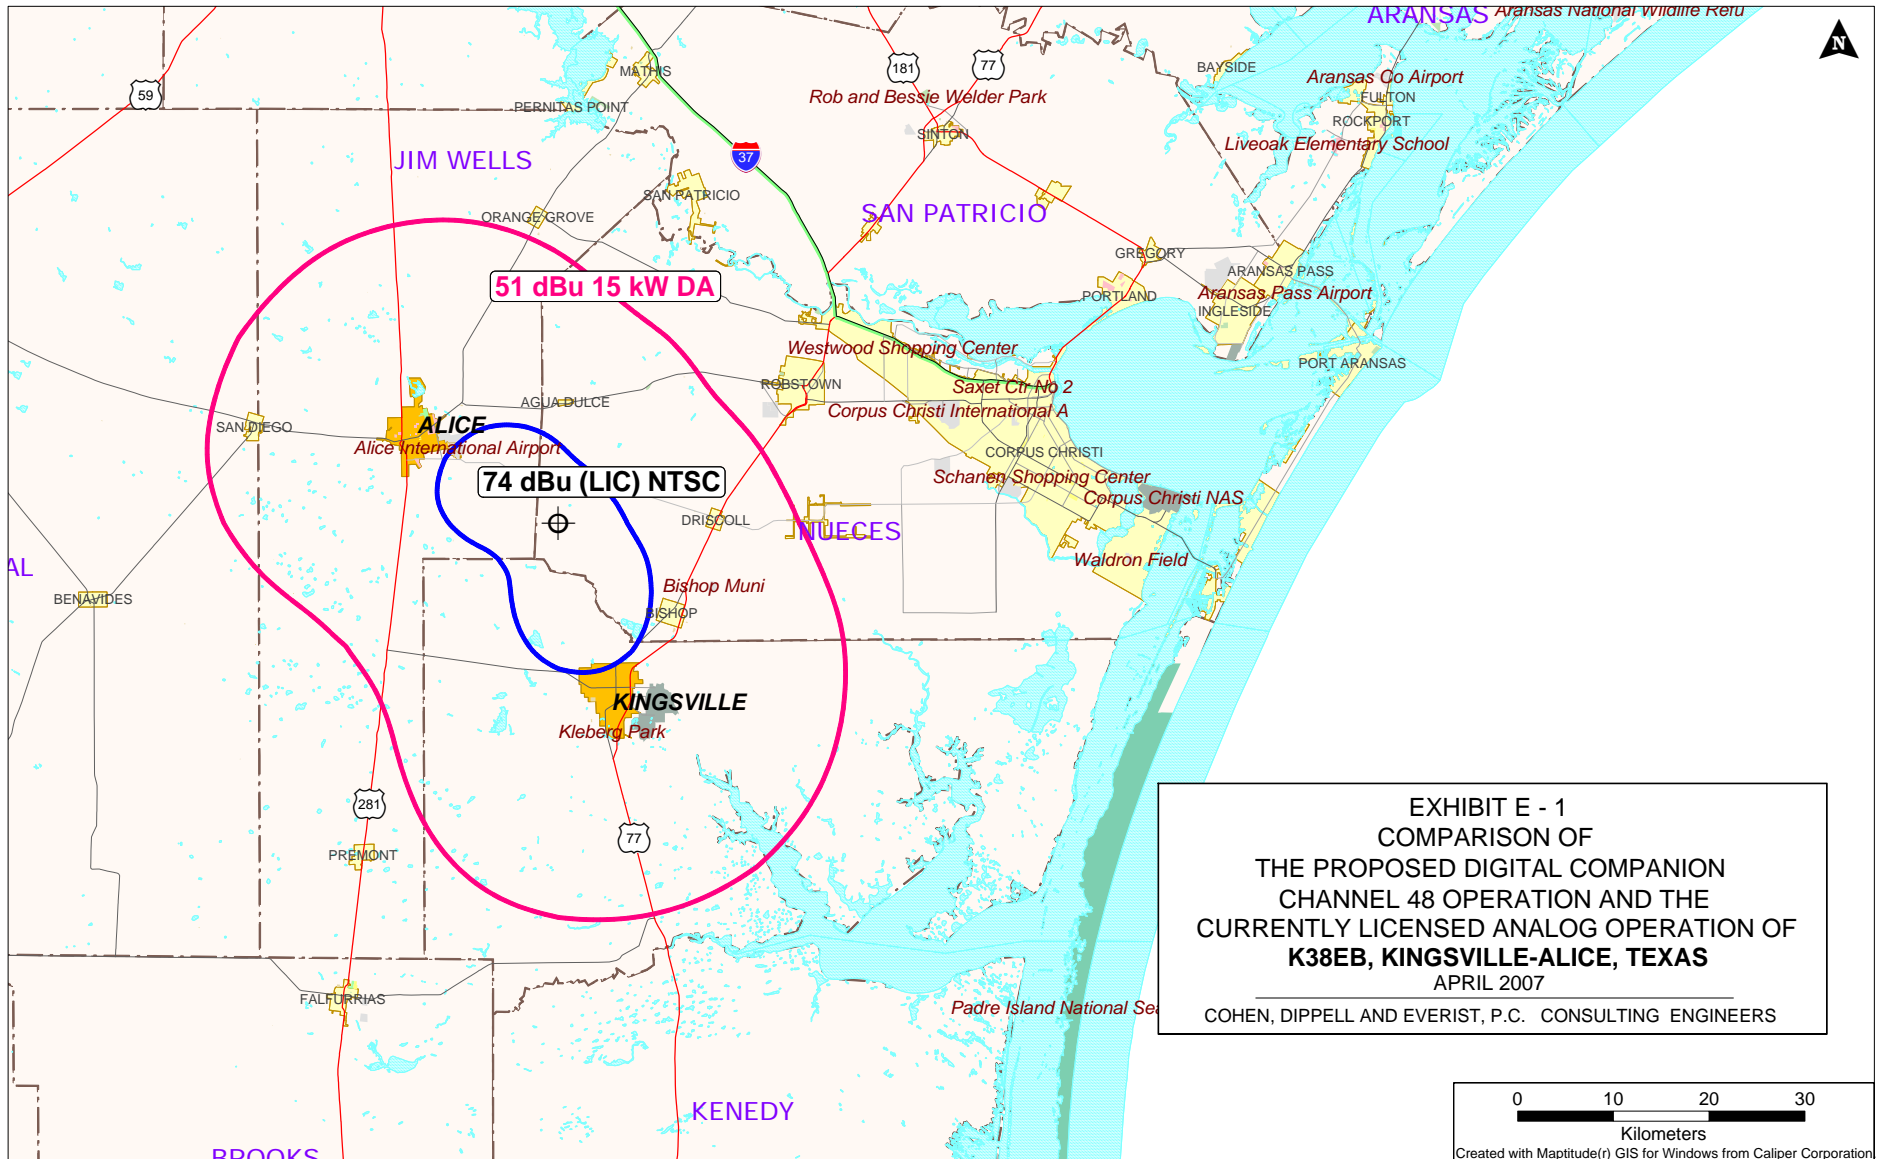 ARANSAS
Aransas National Wildlife Refu
N
59
MATHIS
181
77
BAYSIDE
Aransas Co Airport
PERNITAS POINT
Rob and Bessie Welder Park
FULTON
SINTON
ROCKPORT
Liveoak Elementary School
JIM WELLS
37
SAN PATRICIO
ORANGE GROVE
SAN PATRICIO
GREGORY
ARANSAS PASS
51 dBu 15 kW DA
PORTLAND
Aransas Pass Airport
INGLESIDE
Westwood Shopping Center
PORT ARANSAS
ROBSTOWN
Saxet Ctr No 2
AGUA DULCE
Corpus Christi International A
SAN DIEGO
ALICE
Alice International Airport
CORPUS CHRISTI
74 dBu (LIC) NTSC
Schanen Shopping Center
Corpus Christi NAS
DRISCOLL
NUECES
AL
Waldron Field
Bishop Muni
BENAVIDES
BISHOP
KINGSVILLE
Kleberg Park
281
77
PREMONT
FALFURRIAS
Padre Island National Sea
EXHIBIT E - 1
COMPARISON OF
THE PROPOSED DIGITAL COMPANION
CHANNEL 48 OPERATION AND THE
CURRENTLY LICENSED ANALOG OPERATION OF
K38EB, KINGSVILLE-ALICE, TEXAS
APRIL 2007
COHEN, DIPPELL AND EVERIST, P.C. CONSULTING ENGINEERS
KENEDY
BROOKS
0 10 20 30
Kilometers
Created with Maptitude(r) GIS for Windows from Caliper Corporation